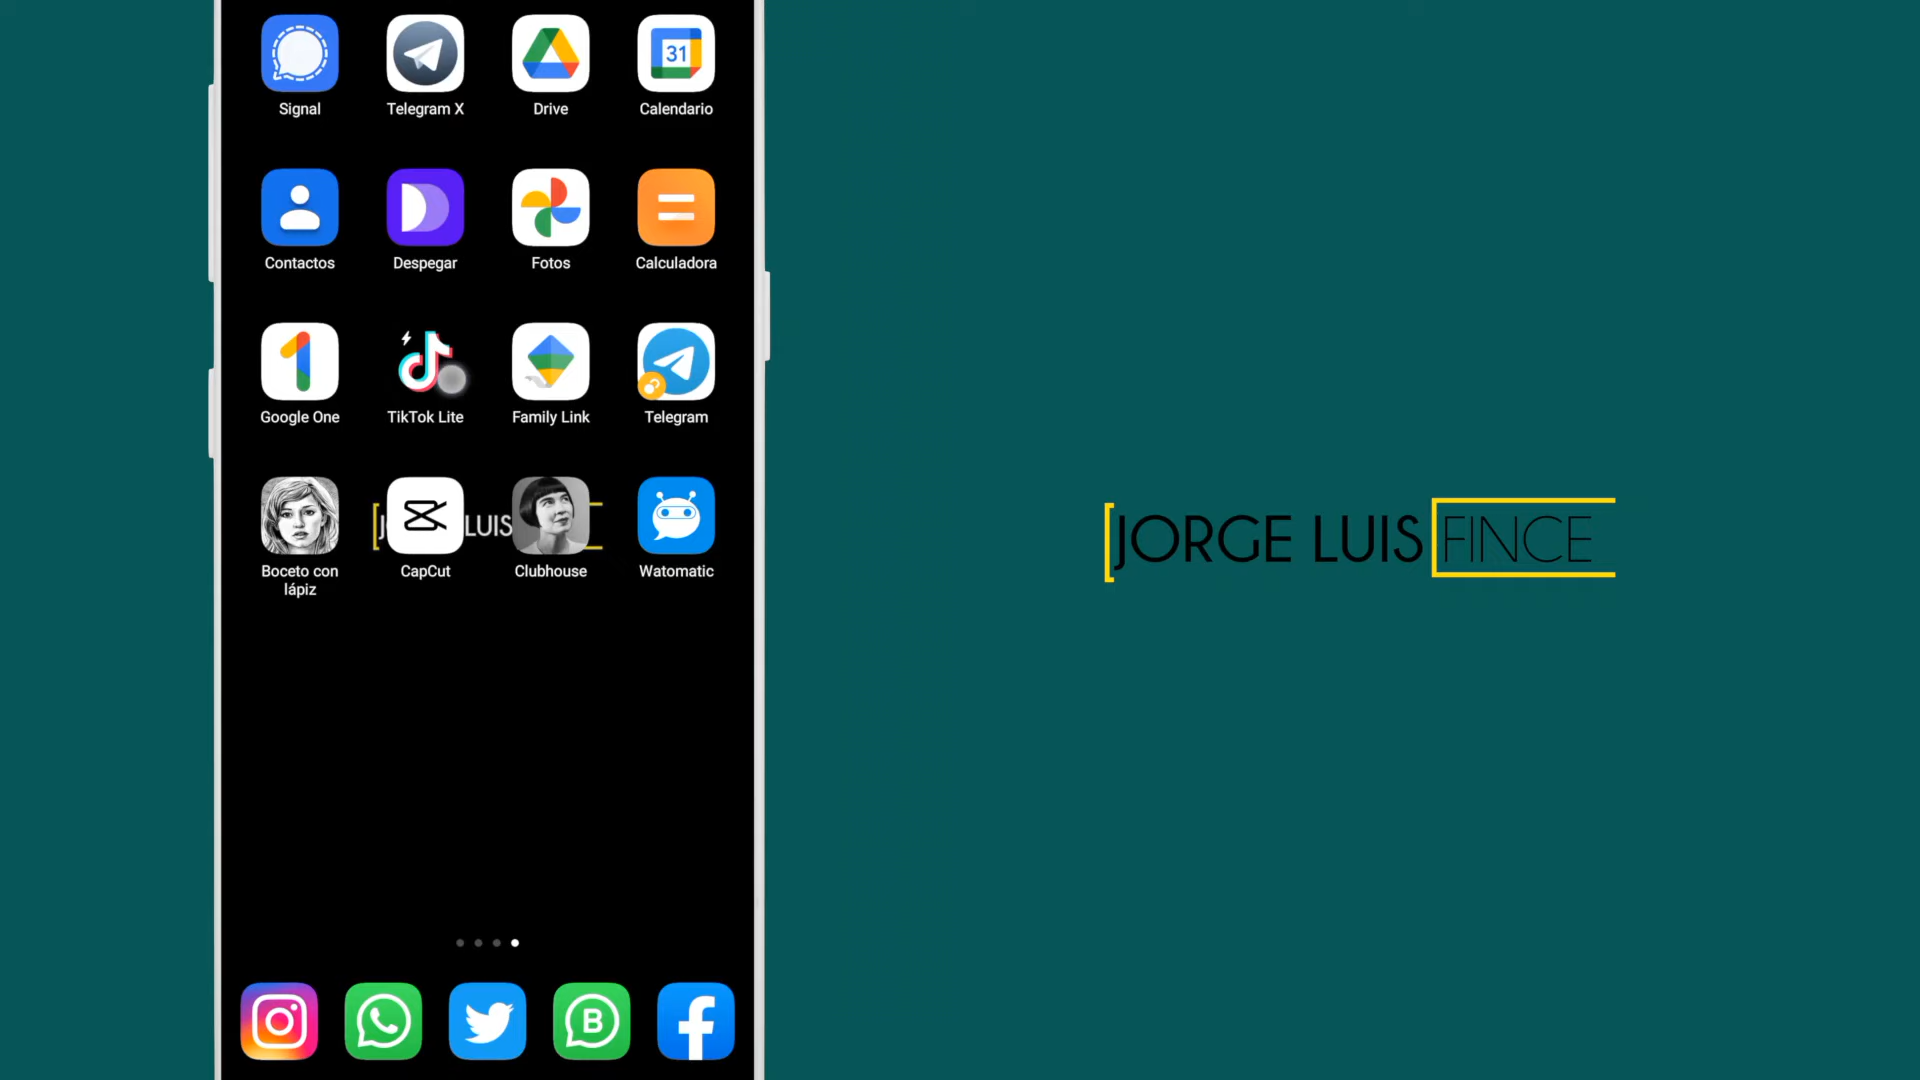 Signal
Telegram X
Drive
31
Calendario
Contactos
Despegar
Fotos
Calculadora
Google One
TikTok Lite
Family Link
Telegram
LUIS
Boceto con
lápiz
CapCut
Clubhouse
Watomatic
B
JORGE LUIS FINCE